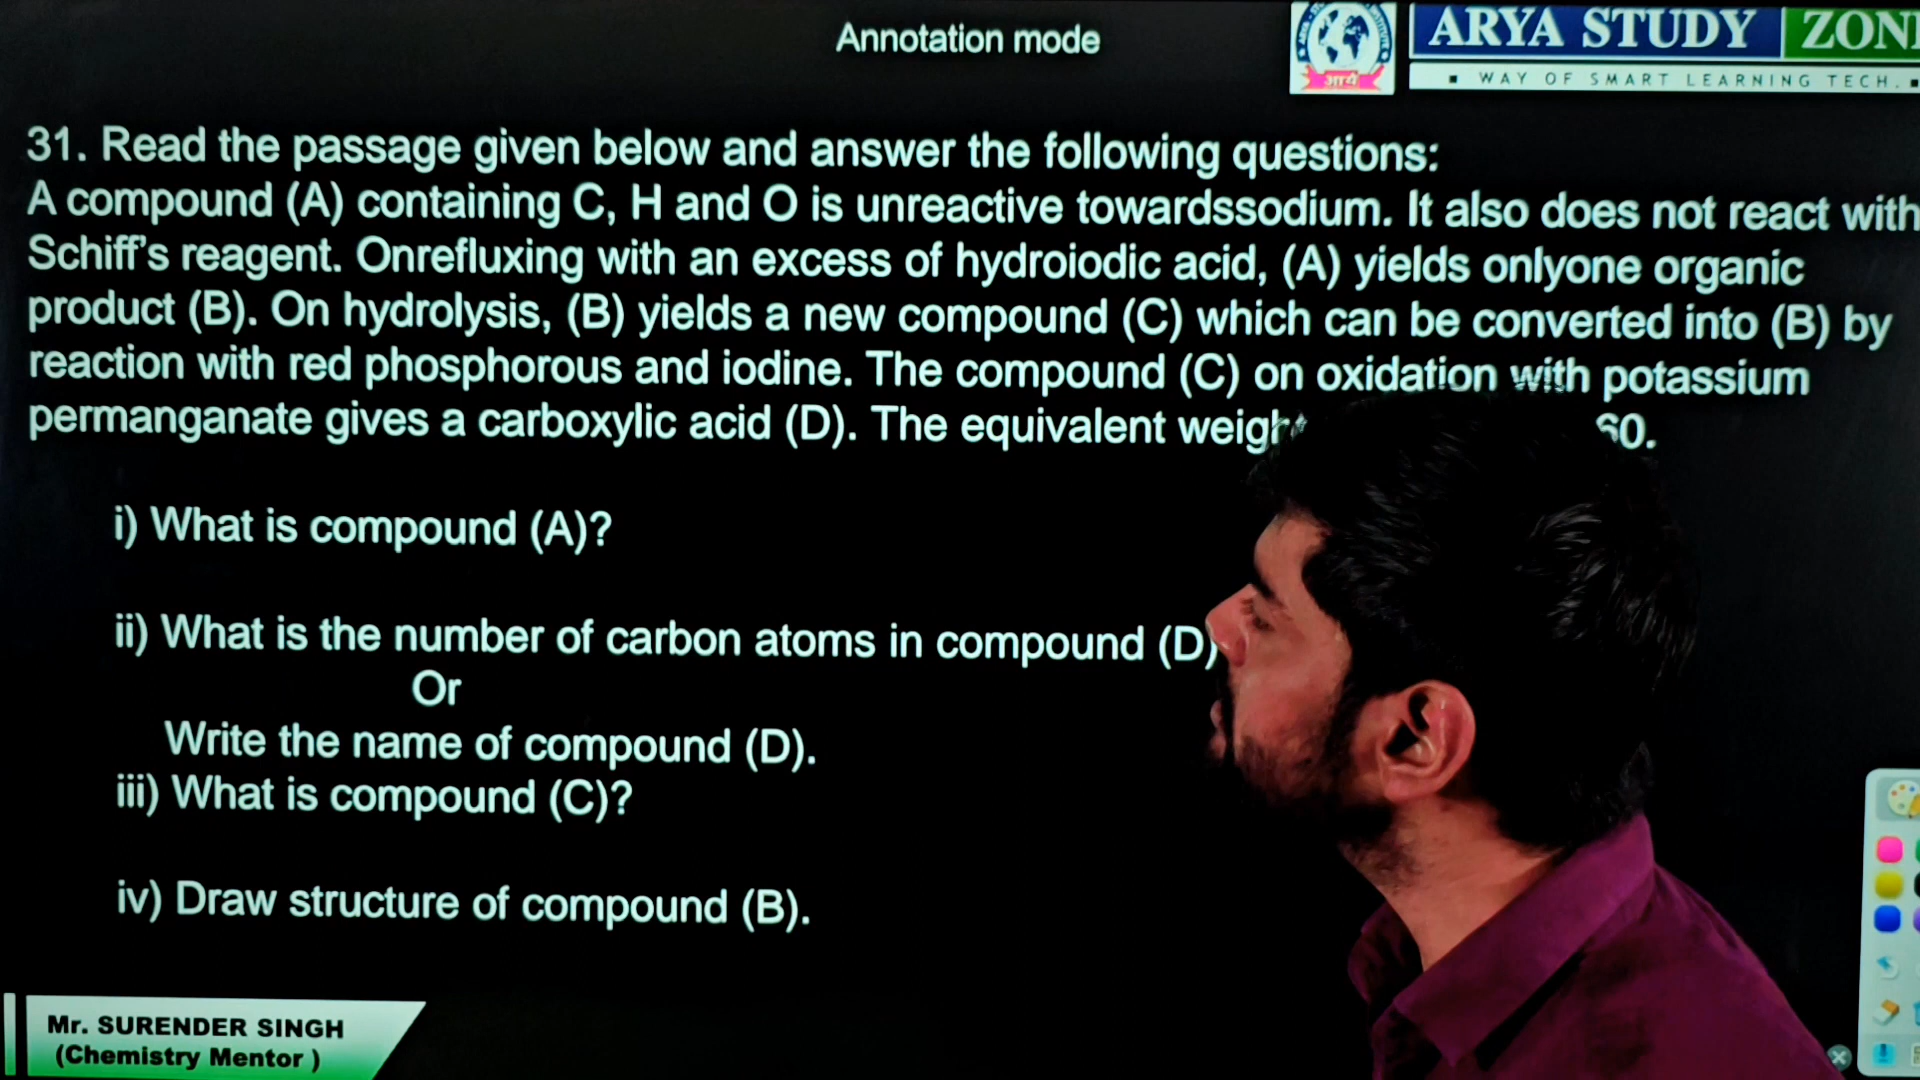 Annotation mode
आर्य
ARYA STUDY
WAY OF SMART LEARNING TECH.
31. Read the passage given below and answer the following questions:
A compound (A) containing C, H and O is unreactive towardssodium. It also does not react with
Schiff's reagent. Onrefluxing with an excess of hydroiodic acid, (A) yields onlyone organic
product (B). On hydrolysis, (B) yields a new compound (C) which can be converted into (B) by
reaction with red phosphorous and iodine. The compound (C) on oxidation with potassium
permanganate gives a carboxylic acid (D). The equivalent 60.
i) What is compound (A)?
ii) What is the number of carbon atoms in compound (D)
Or
Write the name of compound (D).
iii) What is compound (C)?
iv) Draw structure of compound (B).
Mr. SURENDER SINGH
(Chemistry Mentor )